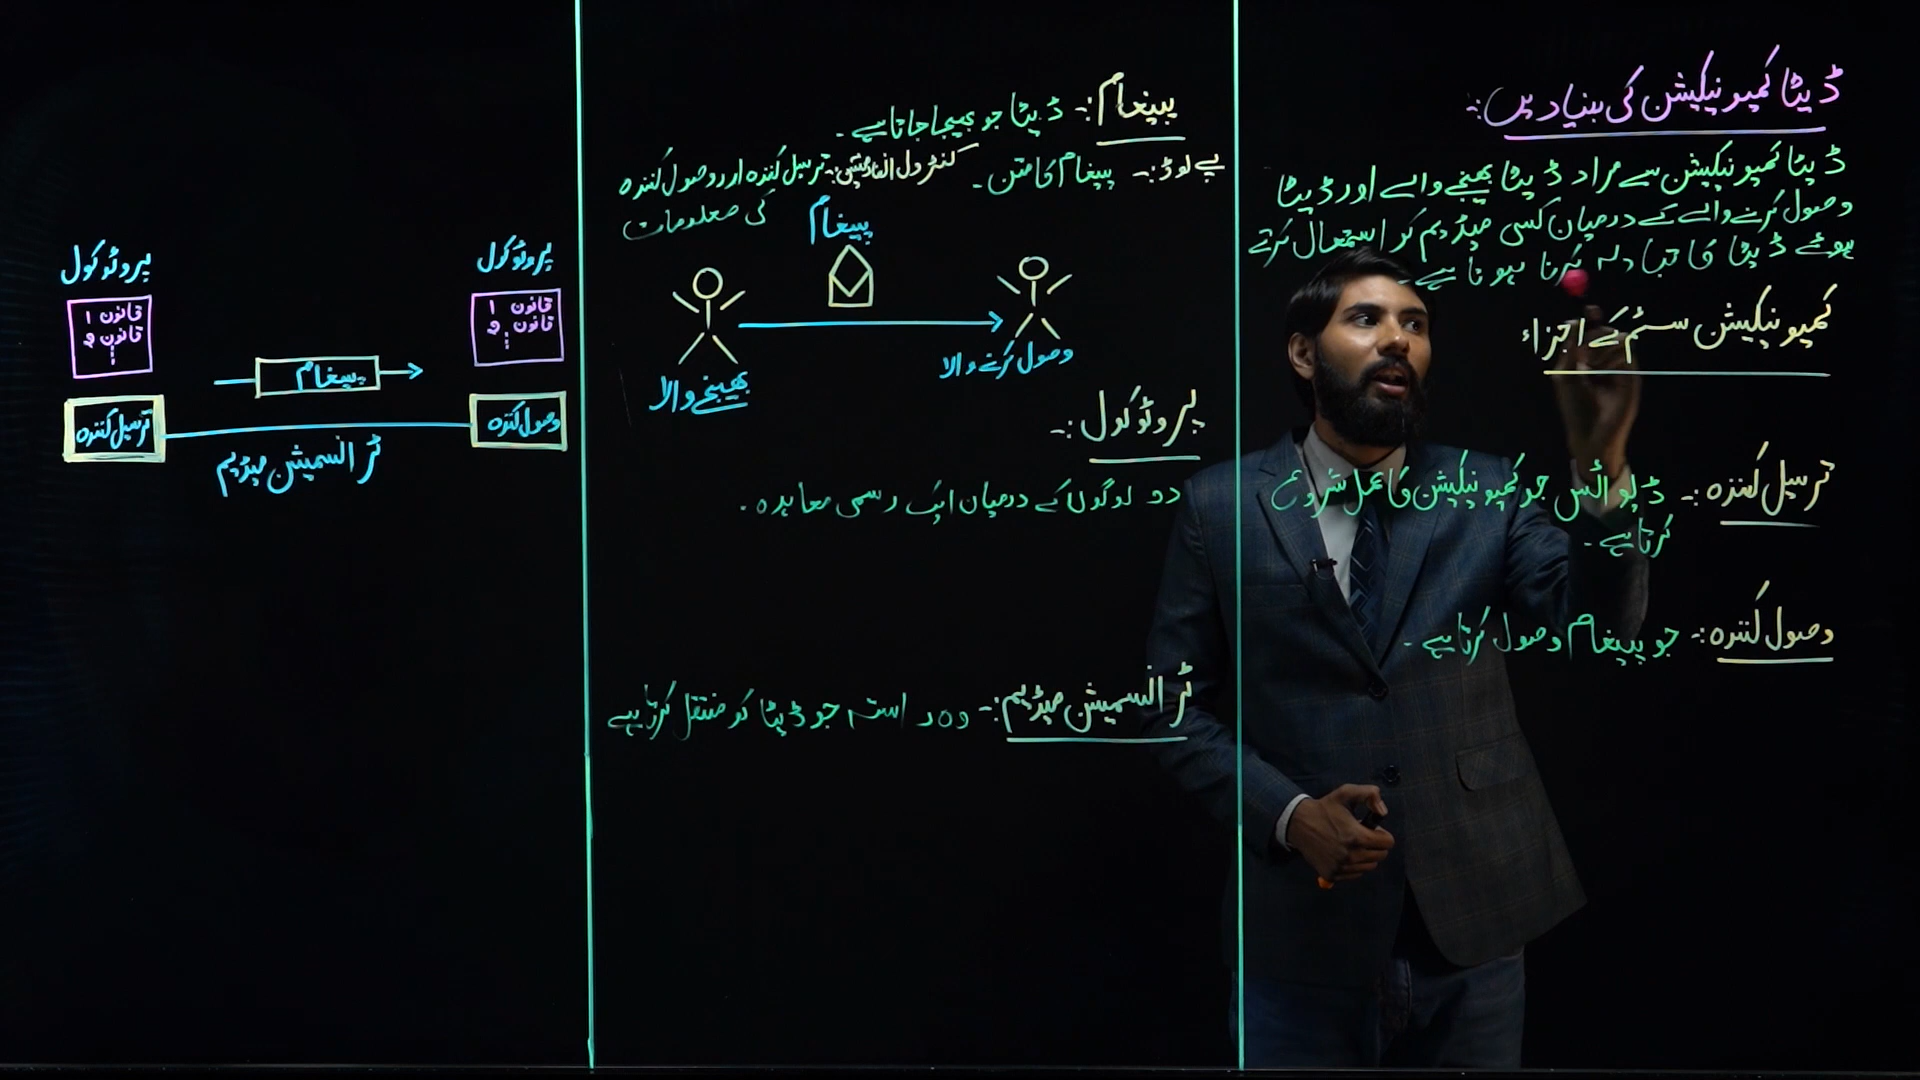 ڈیٹا کمیونیکیشن کی بنیادیں:-
ڈیٹا کمیونیکیشن سے مراد ڈیٹا بھیجنے والے اور ڈیٹا
وصول کرنے والے کے درمیان کسی میڈیم کو استعمال کرتے
ہوئے ڈیٹا کا تبادلہ کرنا ہوتا ہے۔
کمیونیکیشن سسٹم کے اجزاء
ترسیل کنندہ:- ڈیوائس جو کمیونیکیشن کا عمل شروع
کرتا ہے۔
وصول کنندہ:- جو پیغام وصول کرتا ہے۔
پیغام:- ڈیٹا جو بھیجا جاتا ہے۔
پے لوڈ:- پیغام کا متن۔ کنٹرول انفارمیشن:- ترسیل کنندہ اور وصول کنندہ
کی معلومات
پیغام
بھیجنے والا
وصول کرنے والا
پروٹوکول:-
دو لوگوں کے درمیان ایک رسمی معاہدہ۔
ٹرانسمیشن میڈیم:- وہ راستہ جو ڈیٹا کو منتقل کرتا ہے
پروٹوکول
قانون ۱
قانون ۲
وصول کنندہ
پروٹوکول
قانون ۱
قانون ۲
پیغام
ترسیل کنندہ
ٹرانسمیشن میڈیم